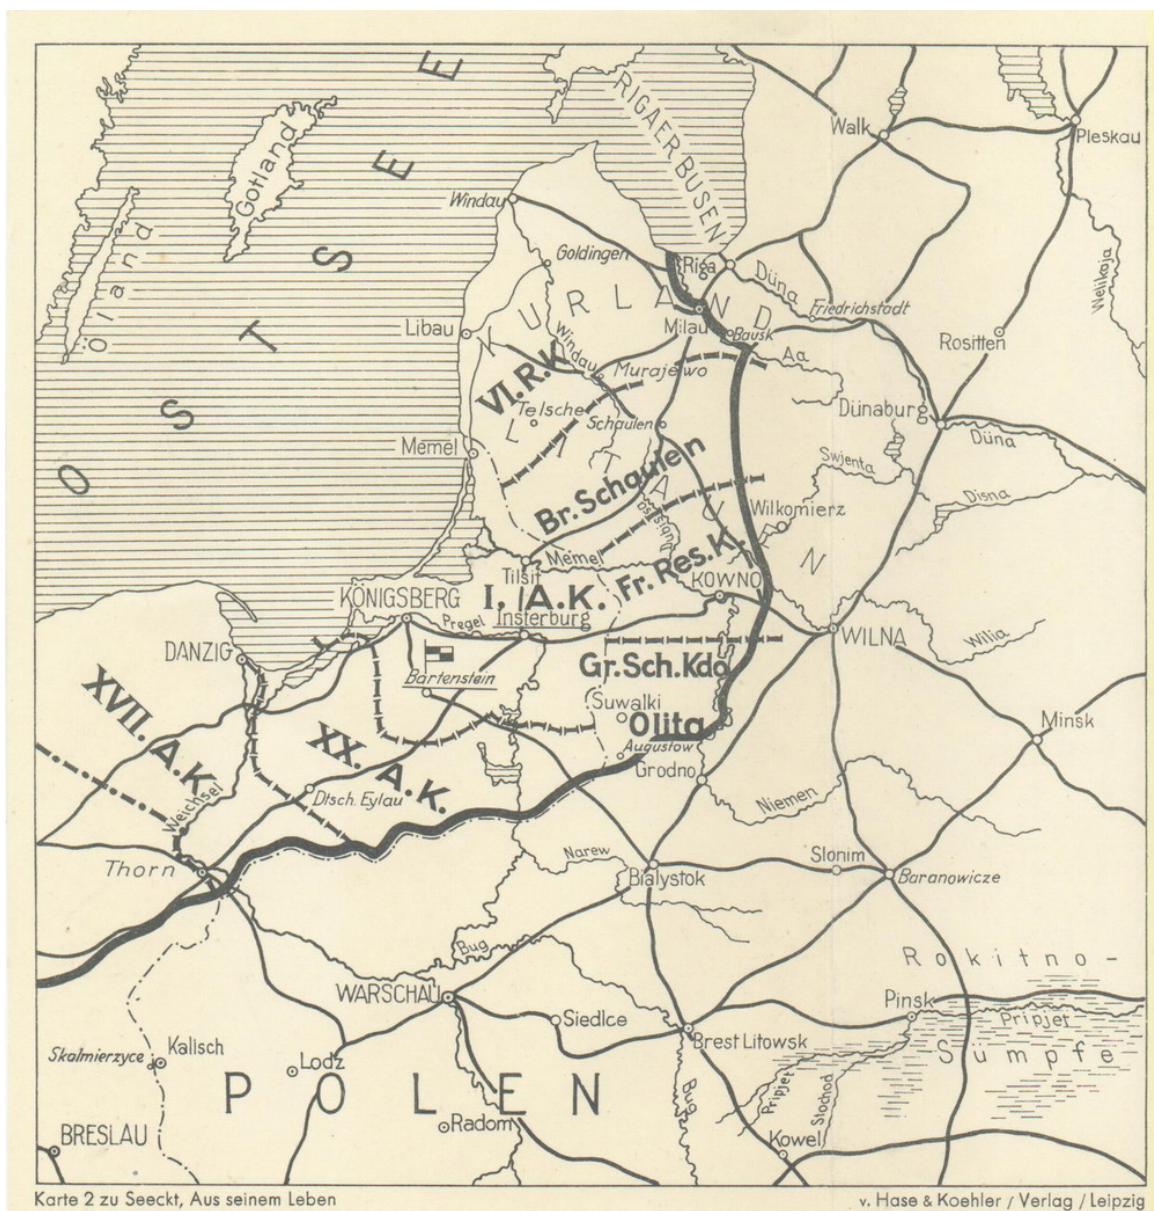 OSTSEE
Gotland
Öland
RIGAER BUSEN
Walk
Pleskau
Windau
Welikaja
Goldingen
Riga
Düna
Friedrichstadt
KURLAND
Libau
Milau
Bausk
Rositten
Windau
Aa
Murajewo
VI. R.K.
Telsche
Schaulen
Dünaburg
Düna
LITAUEN
Memel
Swjenta
Disna
Br. Schaulein
Wilkomierz
Memel
Tilsit
Fr. Res. K.
KOWNO
KÖNIGSBERG
I. A.K.
Pregel
Insterburg
WILNA
Wilia
DANZIG
Gr. Sch. Kdo
Bartenstein
Suwalki
Olita
Minsk
XVII. A.K.
XX. A.K.
Augustow
Grodno
Weichsel
Dtsch. Eylau
Niemen
Thorn
Narew
Bialystok
Slonim
Baranowicze
Bug
Rokitno-
WARSCHAU
Siedlce
Pinsk
Pripjet
Brest Litowsk
Sümpfe
Skalmierzyce
Kalisch
Lodz
POLEN
Bug
Pripjet
Stochod
Radom
BRESLAU
Kowel
Karte 2 zu Seeckt, Aus seinem Leben
v. Hase & Koehler / Verlag / Leipzig